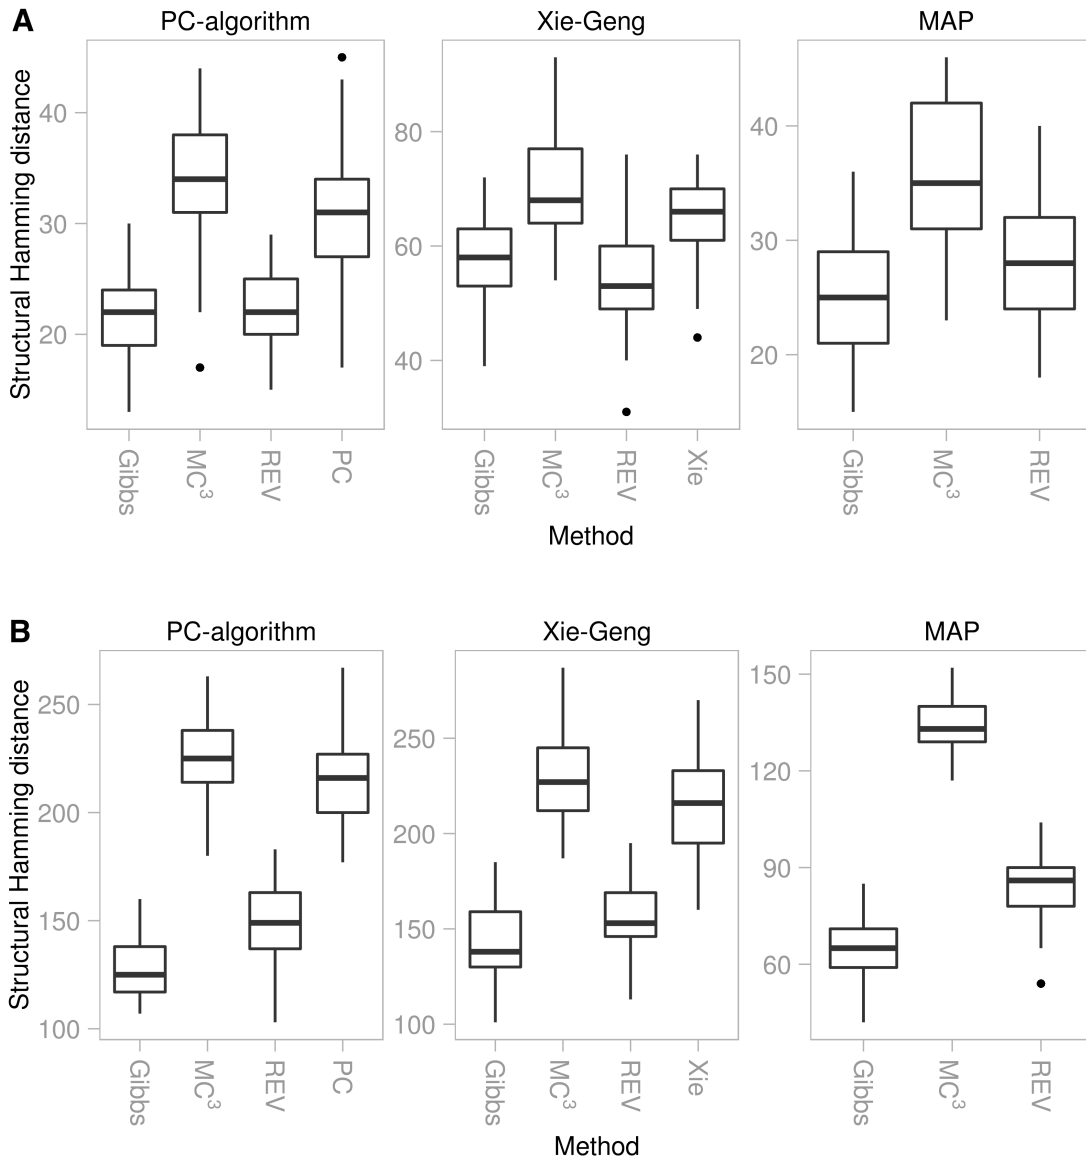 A
PC-algorithm Xie-Geng MAP
Structural Hamming distance
40
30
20
80
60
40
40
30
20
Gibbs MC³ REV PC
Gibbs MC³ REV Xie
Gibbs MC³ REV
Method
B
PC-algorithm Xie-Geng MAP
Structural Hamming distance
250
200
150
100
250
200
150
100
150
120
90
60
Gibbs MC³ REV PC
Gibbs MC³ REV Xie
Gibbs MC³ REV
Method